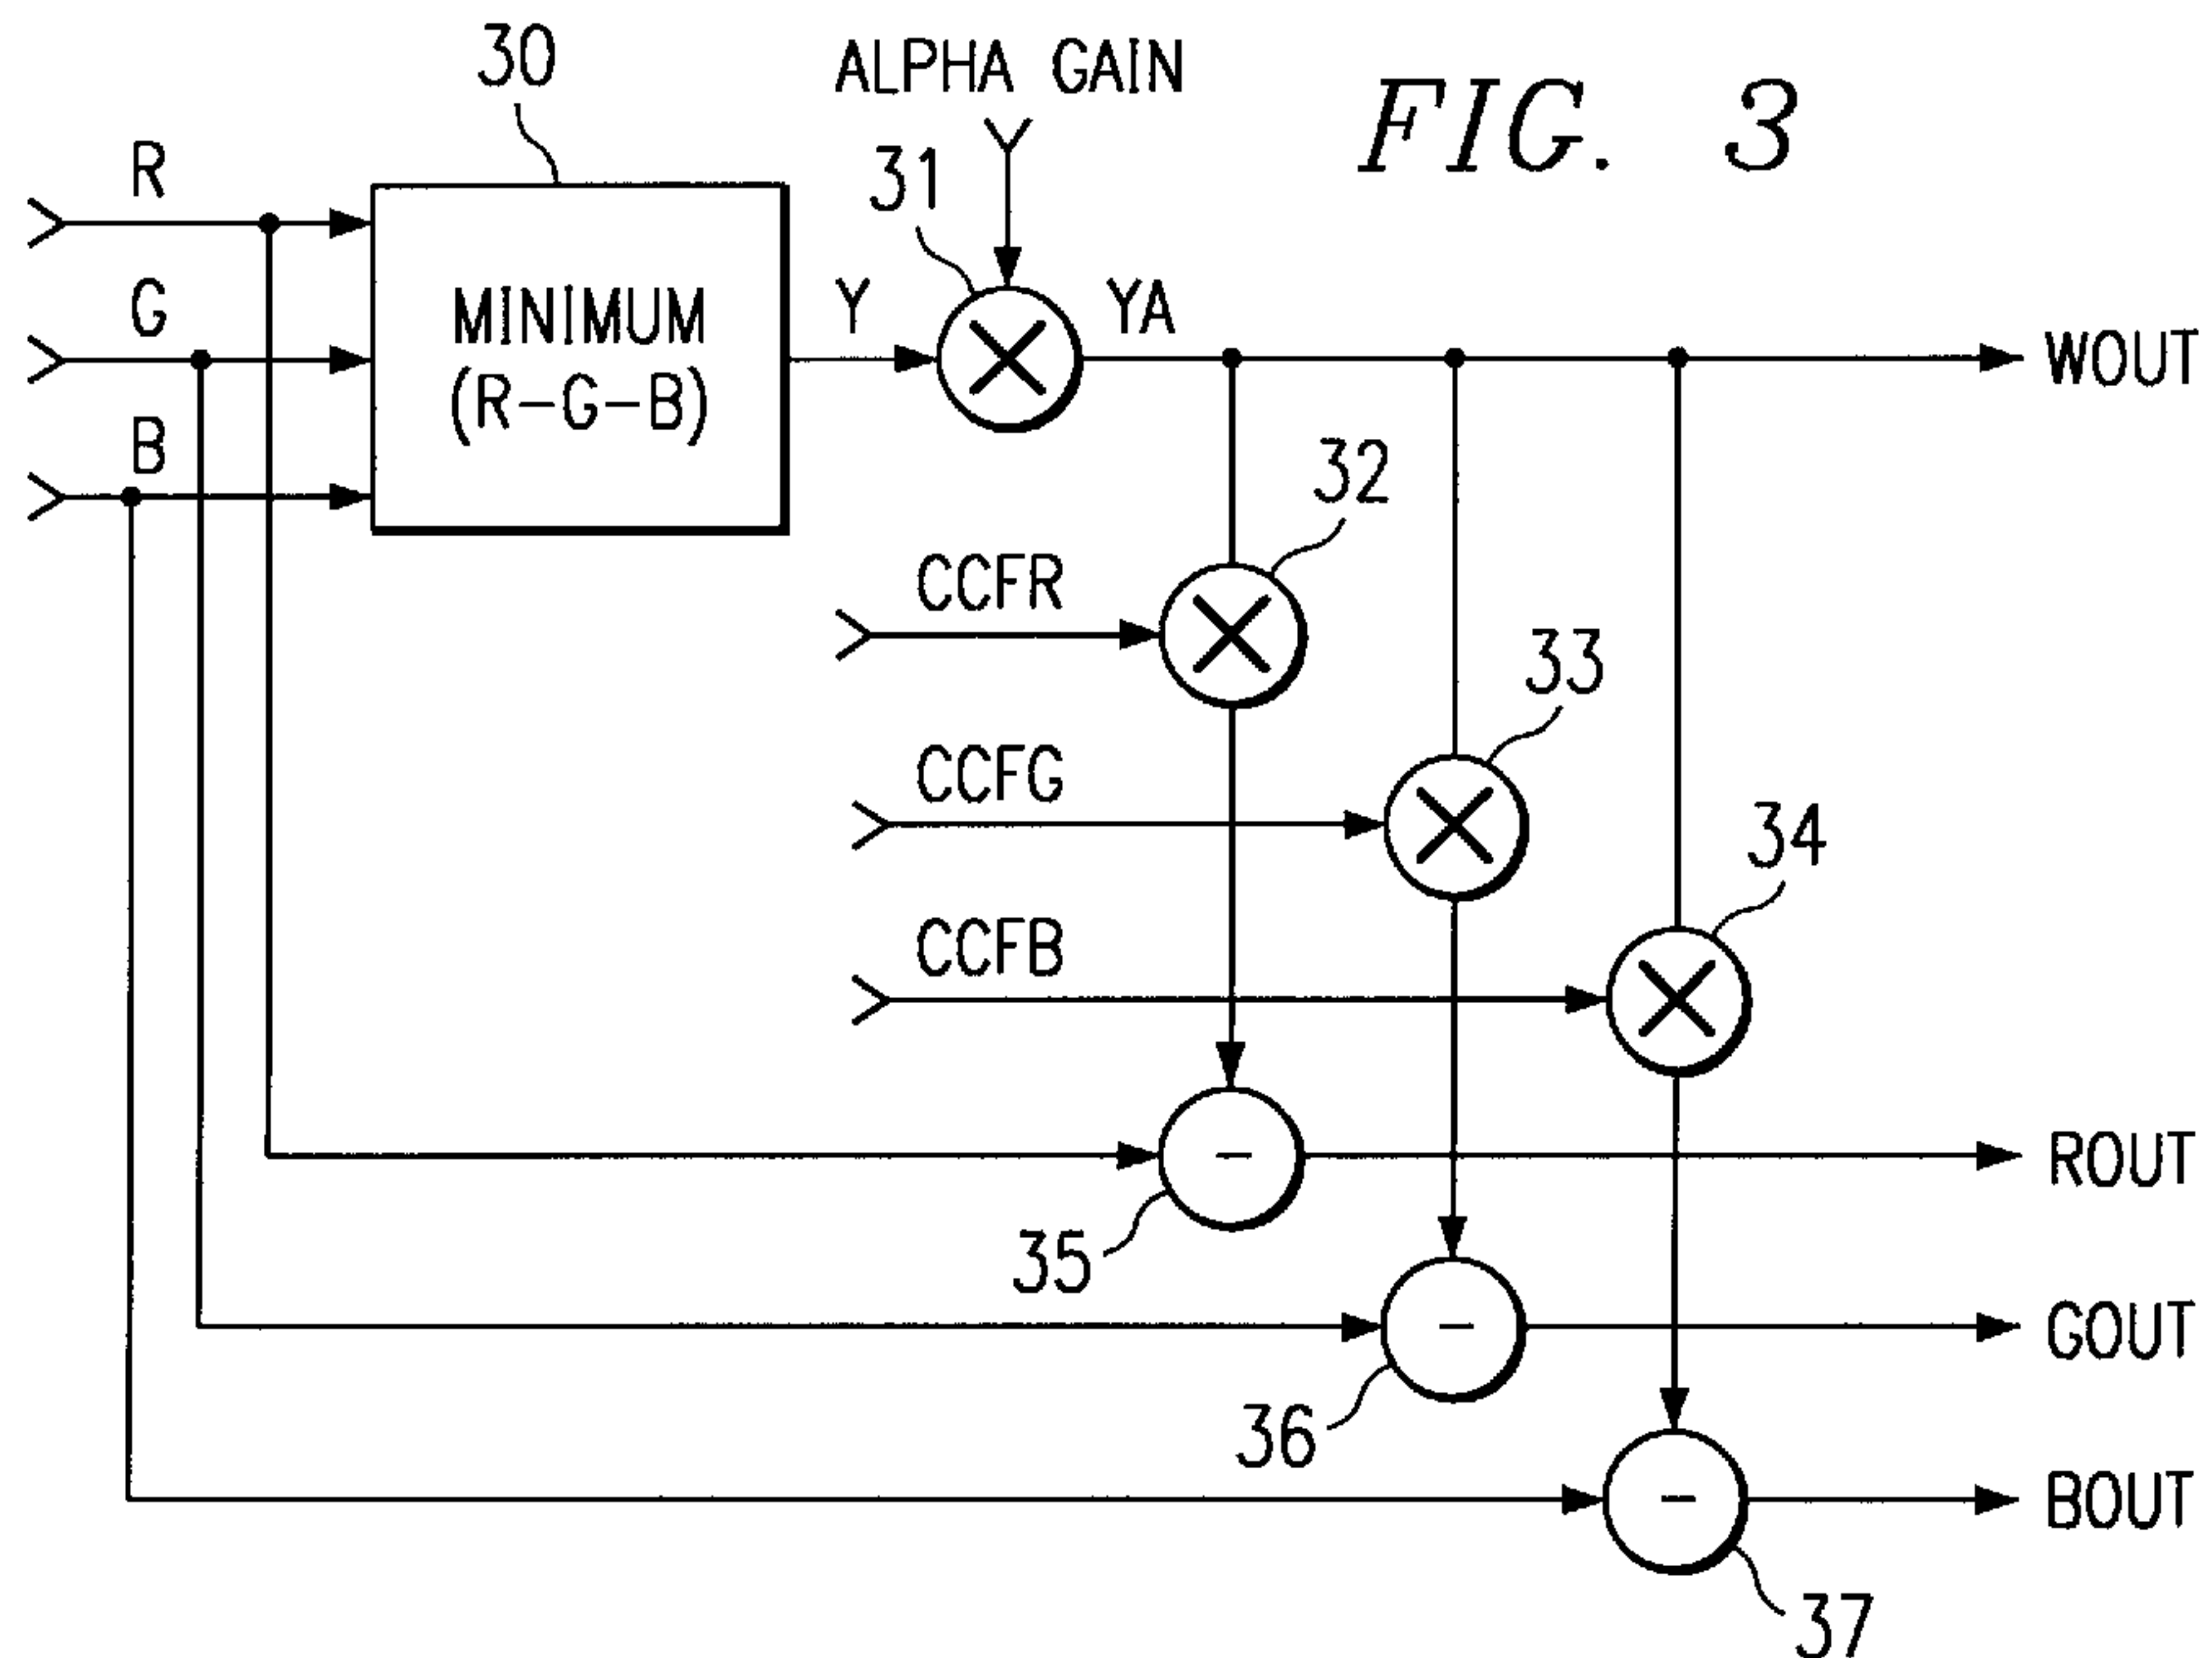 30
ALPHA GAIN
FIG. 3
R
31
G
MINIMUM
(R-G-B)
Y
YA
WOUT
B
32
CCFR
33
CCFG
34
CCFB
ROUT
35
GOUT
36
BOUT
37